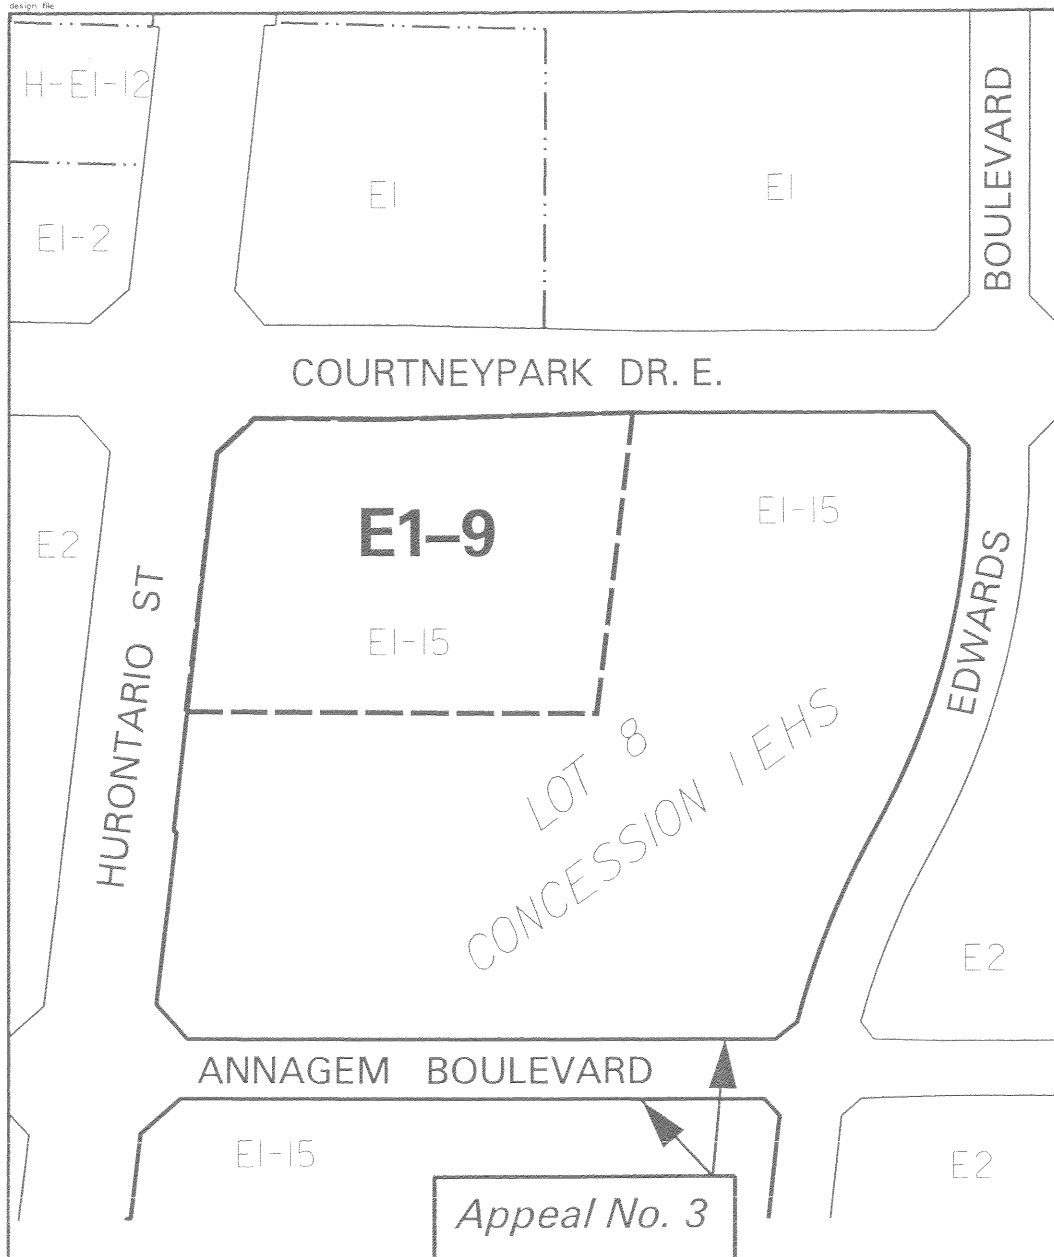 design file
H-E1-12
E1-2
E1
E1
BOULEVARD
COURTNEYPARK DR. E.
E2
E1–9
E1-15
E1-15
EDWARDS
HURONTARIO ST
LOT 8
CONCESSION 1 EHS
E2
ANNAGEM BOULEVARD
E1-15
E2
Appeal No. 3